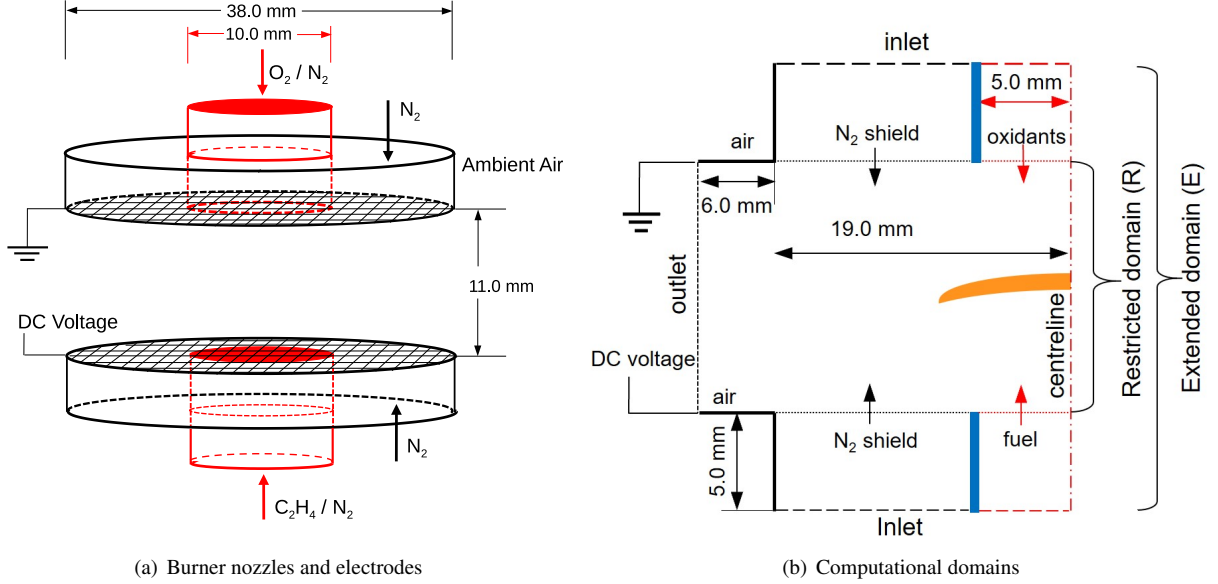 38.0 mm
10.0 mm
O₂ / N₂
N₂
Ambient Air
11.0 mm
DC Voltage
N₂
C₂H₄ / N₂
(a) Burner nozzles and electrodes
inlet
5.0 mm
air
N₂ shield
oxidants
6.0 mm
19.0 mm
outlet
centreline
Restricted domain (R)
Extended domain (E)
DC voltage
air
N₂ shield
fuel
5.0 mm
Inlet
(b) Computational domains